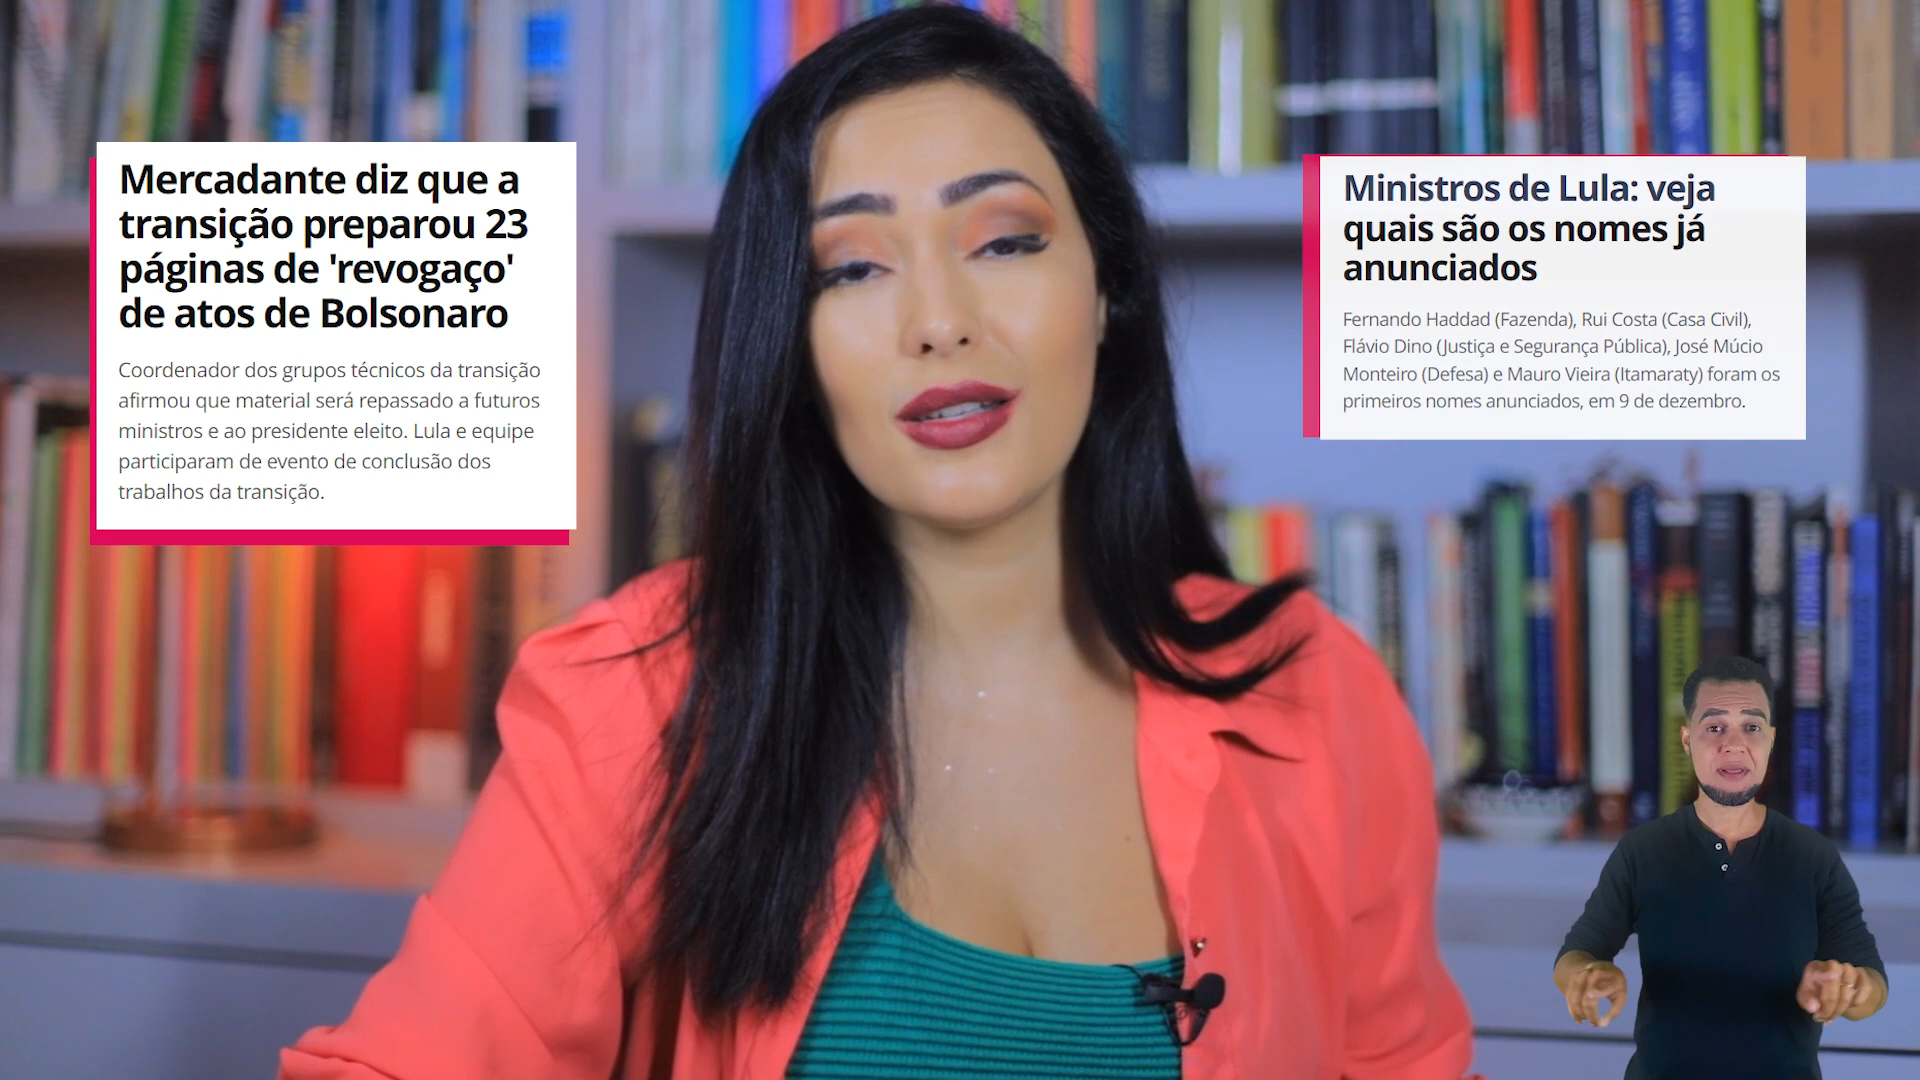 Mercadante diz que a
transição preparou 23
páginas de 'revogaço'
de atos de Bolsonaro
Coordenador dos grupos técnicos da transição
afirmou que material será repassado a futuros
ministros e ao presidente eleito. Lula e equipe
participaram de evento de conclusão dos
trabalhos da transição.
Ministros de Lula: veja
quais são os nomes já
anunciados
Fernando Haddad (Fazenda), Rui Costa (Casa Civil),
Flávio Dino (Justiça e Segurança Pública), José Múcio
Monteiro (Defesa) e Mauro Vieira (Itamaraty) foram os
primeiros nomes anunciados, em 9 de dezembro.